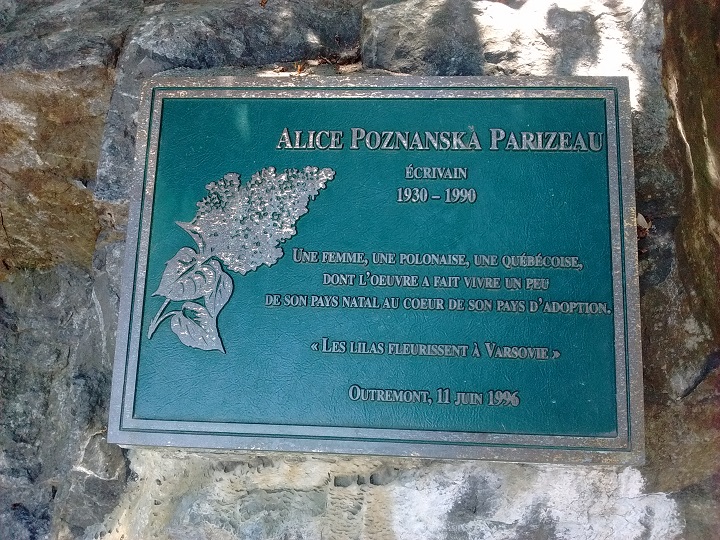 ALICE POZNANSKA PARIZEAU
ÉCRIVAIN
1930 – 1990
UNE FEMME, UNE POLONAISE, UNE QUÉBÉCOISE,
DONT L'OEUVRE A FAIT VIVRE UN PEU
DE SON PAYS NATAL AU COEUR DE SON PAYS D'ADOPTION.
« LES LILAS FLEURISSENT À VARSOVIE »
OUTREMONT, 11 JUIN 1996